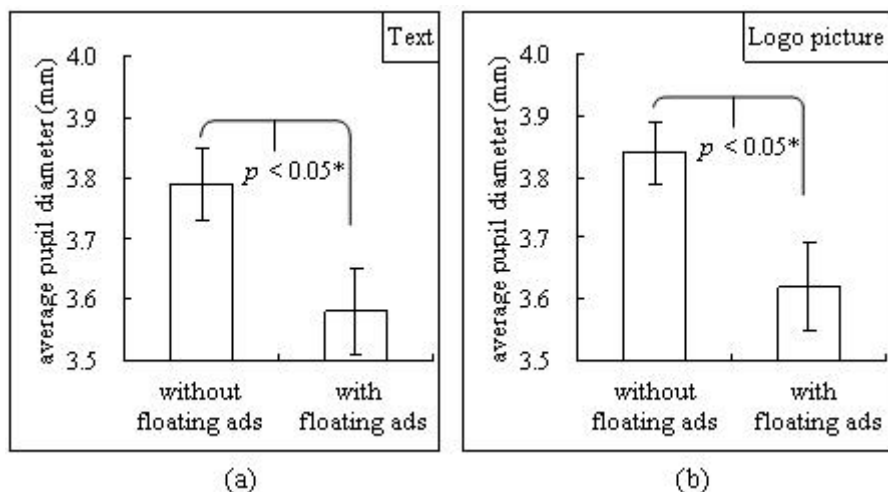 Text
average pupil diameter (mm)
4.0
3.9
3.8
3.7
3.6
3.5
p < 0.05*
without
floating ads
with
floating ads
(a)
Logo picture
average pupil diameter (mm)
4.0
3.9
3.8
3.7
3.6
3.5
p < 0.05*
without
floating ads
with
floating ads
(b)